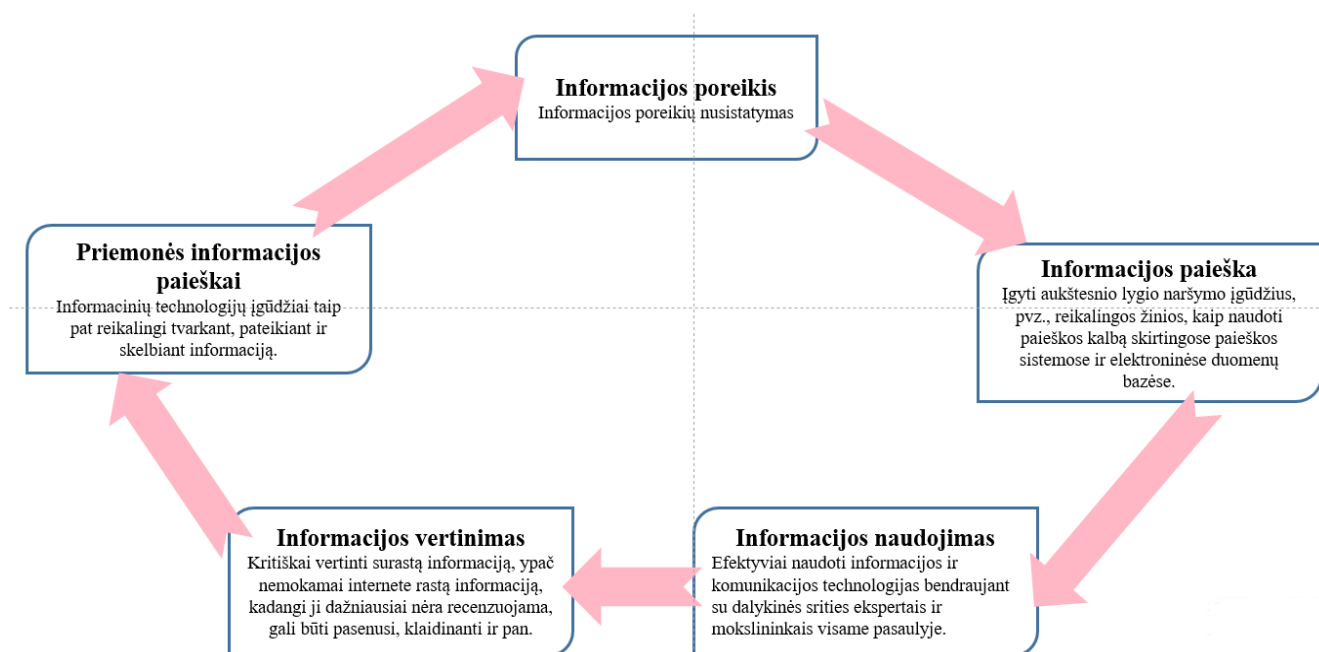 Informacijos poreikis
Informacijos poreikių nusistatymas
Informacijos paieška
Įgyti aukštesnio lygio naršymo įgūdžius,
pvz., reikalingos žinios, kaip naudoti
paieškos kalbą skirtingose paieškos
sistemose ir elektroninėse duomenų
bazėse.
Informacijos naudojimas
Efektyviai naudoti informacijos ir
komunikacijos technologijas bendraujant
su dalykinės srities ekspertais ir
mokslininkais visame pasaulyje.
Informacijos vertinimas
Kritiškai vertinti surastą informaciją, ypač
nemokamai internete rastą informaciją,
kadangi ji dažniausiai nėra recenzuojama,
gali būti pasenusi, klaidinanti ir pan.
Priemonės informacijos
paieškai
Informacinių technologijų įgūdžiai taip
pat reikalingi tvarkant, pateikiant ir
skelbiant informaciją.